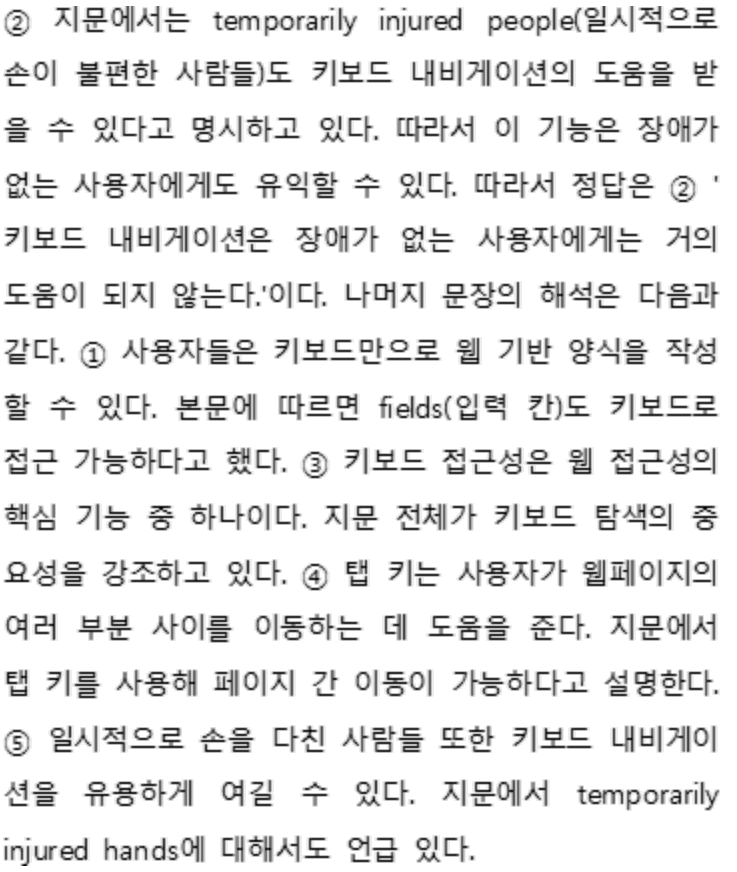 ② 지문에서는 temporarily injured people(일시적으로
손이 불편한 사람들)도 키보드 내비게이션의 도움을 받
을 수 있다고 명시하고 있다. 따라서 이 기능은 장애가
없는 사용자에게도 유익할 수 있다. 따라서 정답은 ② '
키보드 내비게이션은 장애가 없는 사용자에게는 거의
도움이 되지 않는다.'이다. 나머지 문장의 해석은 다음과
같다. ① 사용자들은 키보드만으로 웹 기반 양식을 작성
할 수 있다. 본문에 따르면 fields(입력 칸)도 키보드로
접근 가능하다고 했다. ③ 키보드 접근성은 웹 접근성의
핵심 기능 중 하나이다. 지문 전체가 키보드 탐색의 중
요성을 강조하고 있다. ④ 탭 키는 사용자가 웹페이지의
여러 부분 사이를 이동하는 데 도움을 준다. 지문에서
탭 키를 사용해 페이지 간 이동이 가능하다고 설명한다.
⑤ 일시적으로 손을 다친 사람들 또한 키보드 내비게이
션을 유용하게 여길 수 있다. 지문에서 temporarily
injured hands에 대해서도 언급 있다.